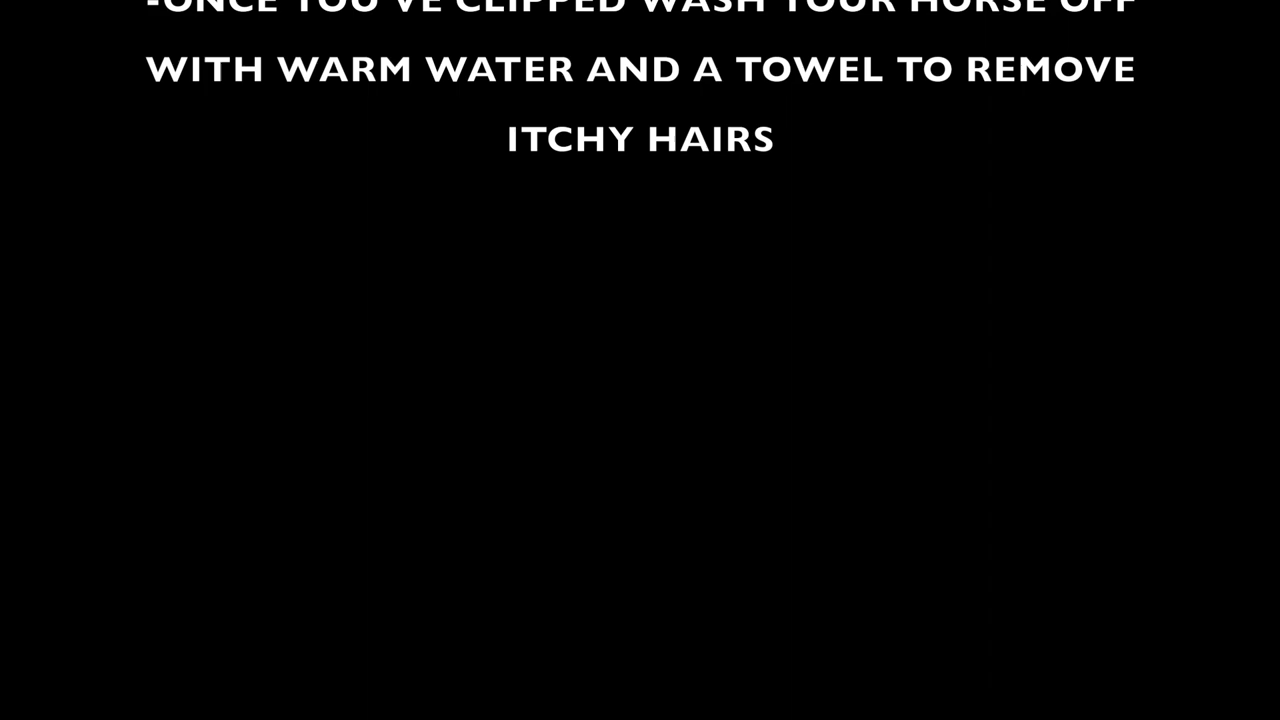 -ONCE YOU'VE CLIPPED WASH YOUR HORSE OFF
WITH WARM WATER AND A TOWEL TO REMOVE
ITCHY HAIRS